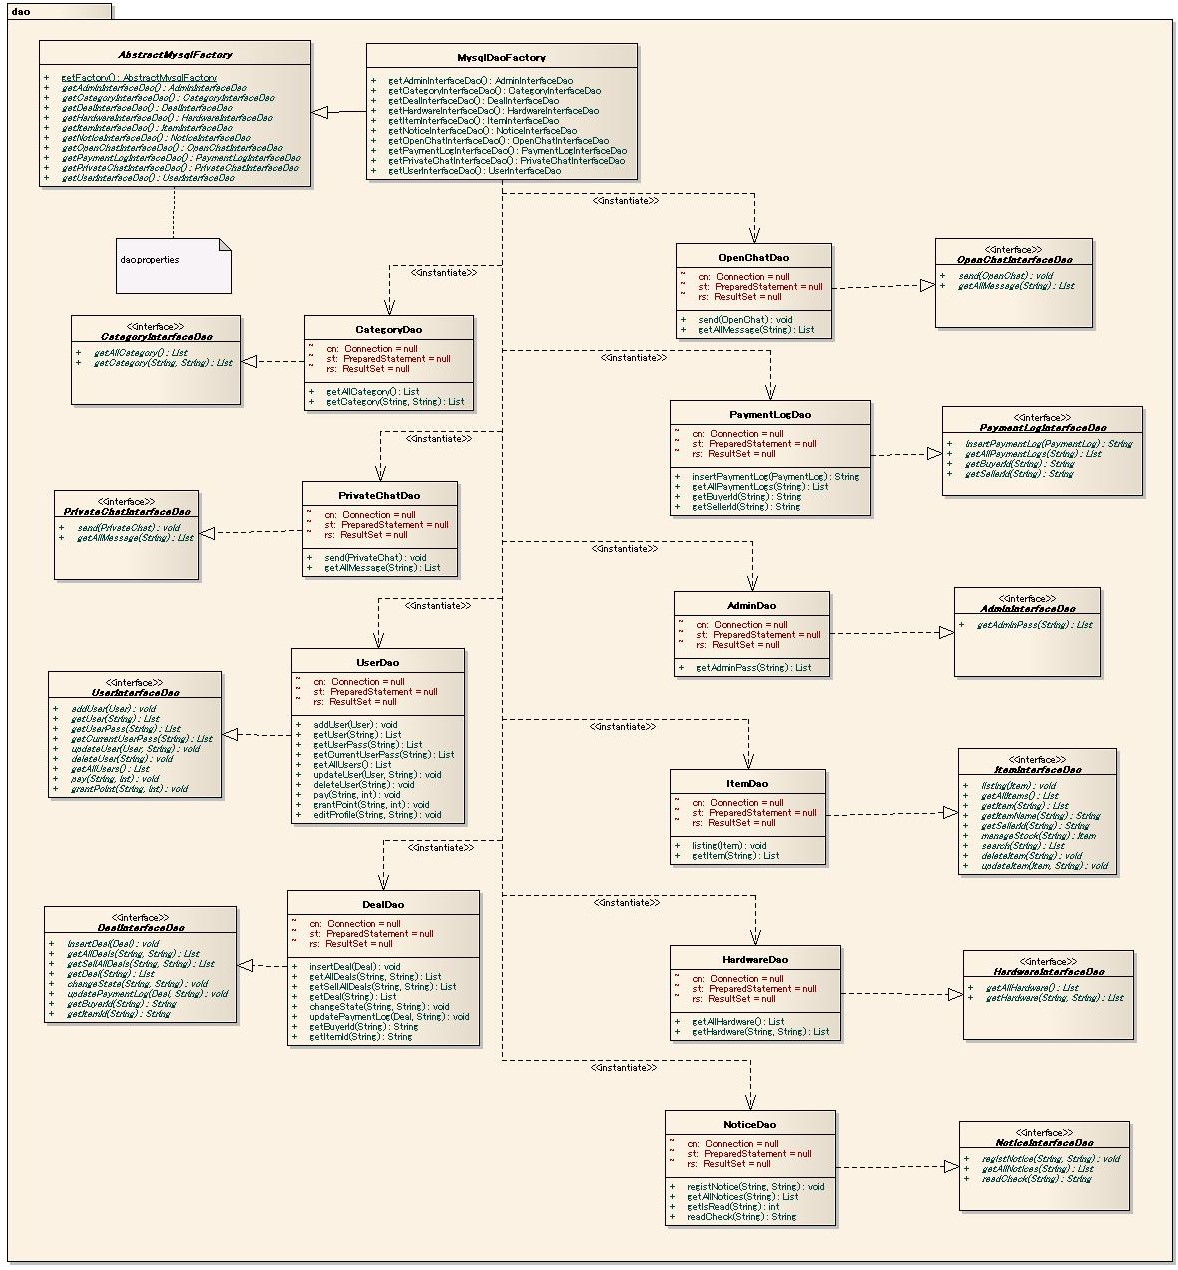 dao
AbstractMysqlFactory
+ getFactory() : AbstractMysqlFactory
+ getAdminInterfaceDao() : AdminInterfaceDao
+ getCategoryInterfaceDao() : CategoryInterfaceDao
+ getDealInterfaceDao() : DealInterfaceDao
+ getHardwareInterfaceDao() : HardwareInterfaceDao
+ getItemInterfaceDao() : ItemInterfaceDao
+ getNoticeInterfaceDao() : NoticeInterfaceDao
+ getOpenChatInterfaceDao() : OpenChatInterfaceDao
+ getPaymentLogInterfaceDao() : PaymentLogInterfaceDao
+ getPrivateChatInterfaceDao() : PrivateChatInterfaceDao
+ getUserInterfaceDao() : UserInterfaceDao
MysqlDaoFactory
+ getAdminInterfaceDao() : AdminInterfaceDao
+ getCategoryInterfaceDao() : CategoryInterfaceDao
+ getDealInterfaceDao() : DealInterfaceDao
+ getHardwareInterfaceDao() : HardwareInterfaceDao
+ getItemInterfaceDao() : ItemInterfaceDao
+ getNoticeInterfaceDao() : NoticeInterfaceDao
+ getOpenChatInterfaceDao() : OpenChatInterfaceDao
+ getPaymentLogInterfaceDao() : PaymentLogInterfaceDao
+ getPrivateChatInterfaceDao() : PrivateChatInterfaceDao
+ getUserInterfaceDao() : UserInterfaceDao
dao.properties
<<instantiate>>
OpenChatDao
~ cn: Connection = null
~ st: PreparedStatement = null
~ rs: ResultSet = null
+ send(OpenChat) : void
+ getAllMessage(String) : List
<<interface>>
OpenChatInterfaceDao
+ send(OpenChat) : void
+ getAllMessage(String) : List
<<instantiate>>
<<interface>>
CategoryInterfaceDao
+ getAllCategory() : List
+ getCategory(String, String) : List
CategoryDao
~ cn: Connection = null
~ st: PreparedStatement = null
~ rs: ResultSet = null
+ getAllCategory() : List
+ getCategory(String, String) : List
<<instantiate>>
PaymentLogDao
~ cn: Connection = null
~ st: PreparedStatement = null
~ rs: ResultSet = null
+ insertPaymentLog(PaymentLog) : String
+ getAllPaymentLogs(String) : List
+ getBuyerId(String) : String
+ getSellerId(String) : String
<<interface>>
PaymentLogInterfaceDao
+ insertPaymentLog(PaymentLog) : String
+ getAllPaymentLogs(String) : List
+ getBuyerId(String) : String
+ getSellerId(String) : String
<<instantiate>>
<<interface>>
PrivateChatInterfaceDao
+ send(PrivateChat) : void
+ getAllMessage(String) : List
PrivateChatDao
~ cn: Connection = null
~ st: PreparedStatement = null
~ rs: ResultSet = null
+ send(PrivateChat) : void
+ getAllMessage(String) : List
<<instantiate>>
AdminDao
~ cn: Connection = null
~ st: PreparedStatement = null
~ rs: ResultSet = null
+ getAdminPass(String) : List
<<interface>>
AdminInterfaceDao
+ getAdminPass(String) : List
<<instantiate>>
<<interface>>
UserInterfaceDao
+ addUser(User) : void
+ getUser(String) : List
+ getUserPass(String) : List
+ getCurrentUserPass(String) : List
+ updateUser(User, String) : void
+ deleteUser(String) : void
+ getAllUsers() : List
+ pay(String, int) : void
+ grantPoint(String, int) : void
UserDao
~ cn: Connection = null
~ st: PreparedStatement = null
~ rs: ResultSet = null
+ addUser(User) : void
+ getUser(String) : List
+ getUserPass(String) : List
+ getCurrentUserPass(String) : List
+ getAllUsers() : List
+ updateUser(User, String) : void
+ deleteUser(String) : void
+ pay(String, int) : void
+ grantPoint(String, int) : void
+ editProfile(String, String) : void
<<instantiate>>
ItemDao
~ cn: Connection = null
~ st: PreparedStatement = null
~ rs: ResultSet = null
+ listing(Item) : void
+ getItem(String) : List
<<interface>>
ItemInterfaceDao
+ listing(Item) : void
+ getAllItems() : List
+ getItem(String) : List
+ getItemName(String) : String
+ getSellerId(String) : String
+ manageStock(String) : Item
+ search(String) : List
+ deleteItem(String) : void
+ updateItem(Item, String) : void
<<instantiate>>
<<interface>>
DealInterfaceDao
+ insertDeal(Deal) : void
+ getAllDeals(String, String) : List
+ getSellAllDeals(String, String) : List
+ getDeal(String) : List
+ changeState(String, String) : void
+ updatePaymentLog(Deal, String) : void
+ getBuyerId(String) : String
+ getItemId(String) : String
DealDao
~ cn: Connection = null
~ st: PreparedStatement = null
~ rs: ResultSet = null
+ insertDeal(Deal) : void
+ getAllDeals(String, String) : List
+ getSellAllDeals(String, String) : List
+ getDeal(String) : List
+ changeState(String, String) : void
+ updatePaymentLog(Deal, String) : void
+ getBuyerId(String) : String
+ getItemId(String) : String
<<instantiate>>
HardwareDao
~ cn: Connection = null
~ st: PreparedStatement = null
~ rs: ResultSet = null
+ getAllHardware() : List
+ getHardware(String, String) : List
<<interface>>
HardwareInterfaceDao
+ getAllHardware() : List
+ getHardware(String, String) : List
<<instantiate>>
NoticeDao
~ cn: Connection = null
~ st: PreparedStatement = null
~ rs: ResultSet = null
+ registNotice(String, String) : void
+ getAllNotices(String) : List
+ getIsRead(String) : int
+ readCheck(String) : String
<<interface>>
NoticeInterfaceDao
+ registNotice(String, String) : void
+ getAllNotices(String) : List
+ readCheck(String) : String